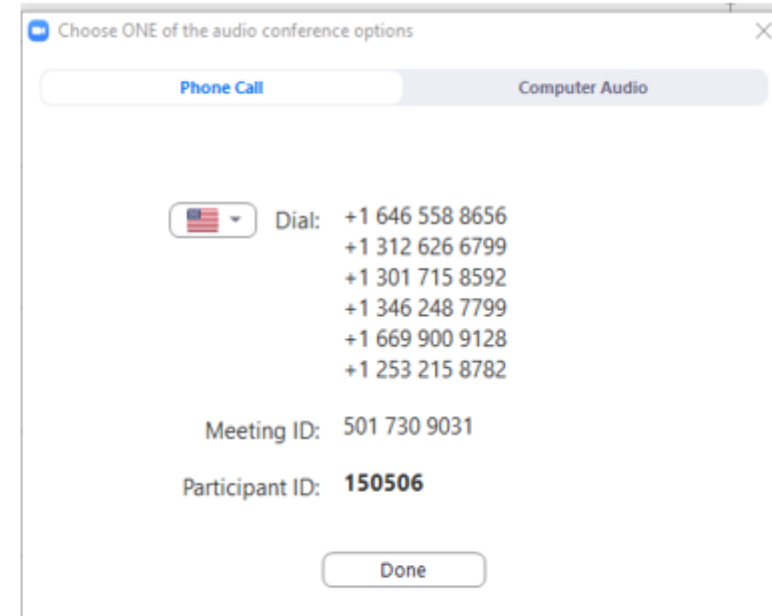 Choose ONE of the audio conference options
Phone Call Computer Audio
Dial: +1 646 558 8656
+1 312 626 6799
+1 301 715 8592
+1 346 248 7799
+1 669 900 9128
+1 253 215 8782
Meeting ID: 501 730 9031
Participant ID: 150506
Done